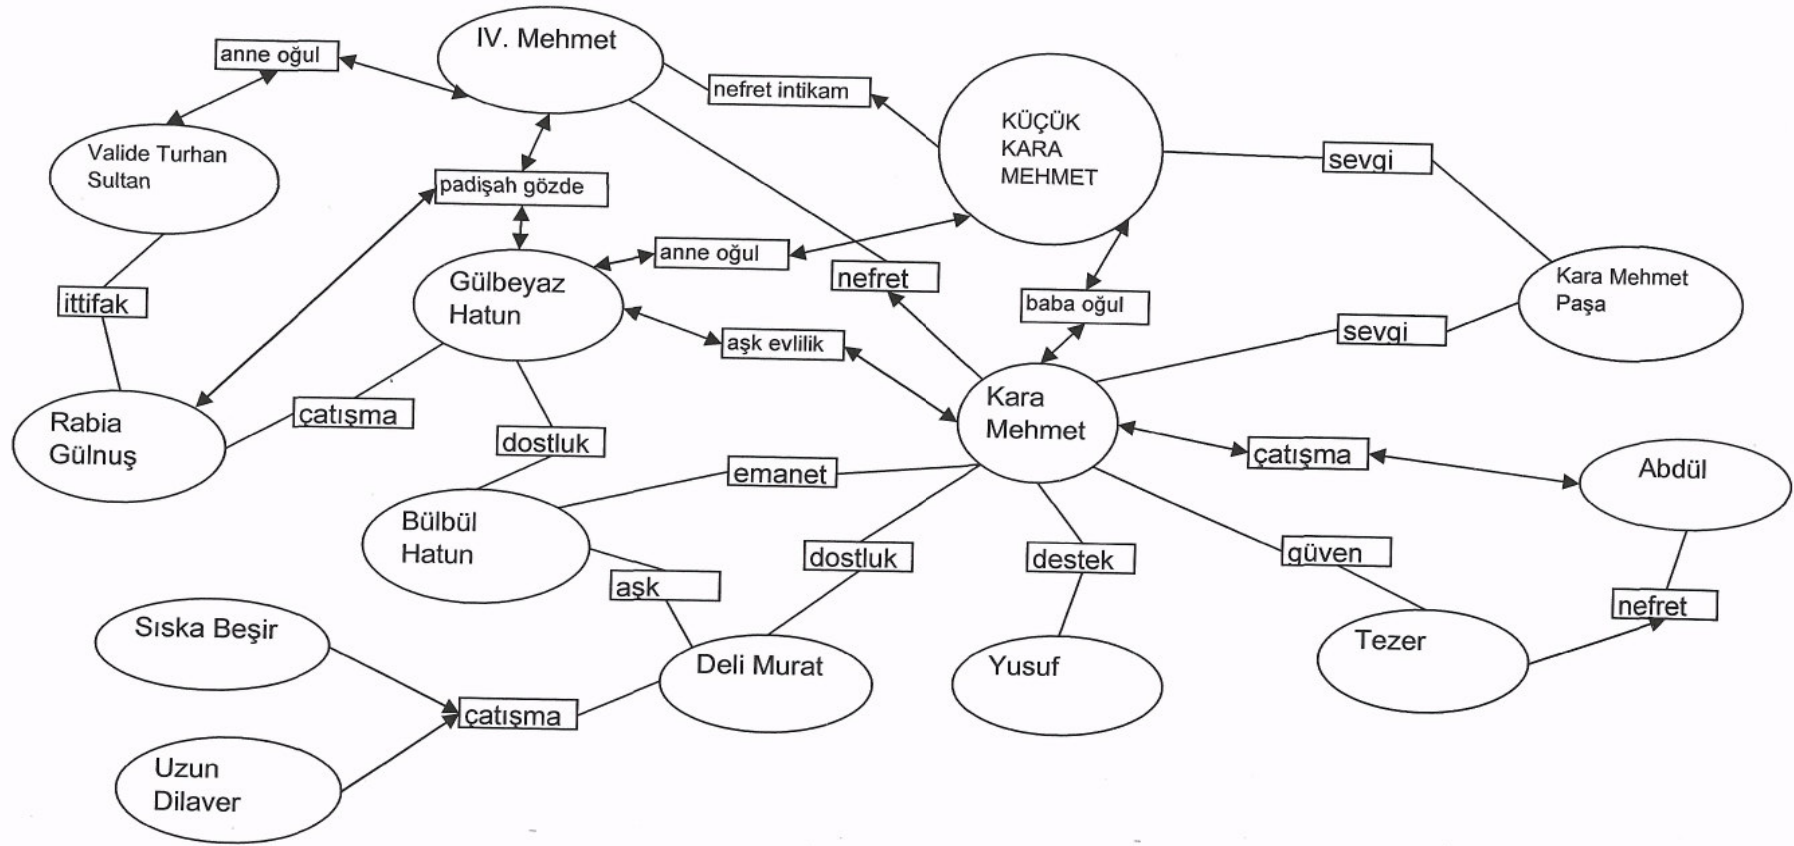 IV. Mehmet
anne oğul
nefret intikam
KÜÇÜK
KARA
MEHMET
Valide Turhan
Sultan
sevgi
padişah gözde
anne oğul
Gülbeyaz
Hatun
nefret
Kara Mehmet
Paşa
ittifak
baba oğul
aşk evlilik
sevgi
Rabia
Gülnuş
çatışma
Kara
Mehmet
dostluk
çatışma
Abdül
emanet
Bülbül
Hatun
dostluk
destek
güven
aşk
nefret
Sıska Beşir
Deli Murat
Yusuf
Tezer
çatışma
Uzun
Dilaver